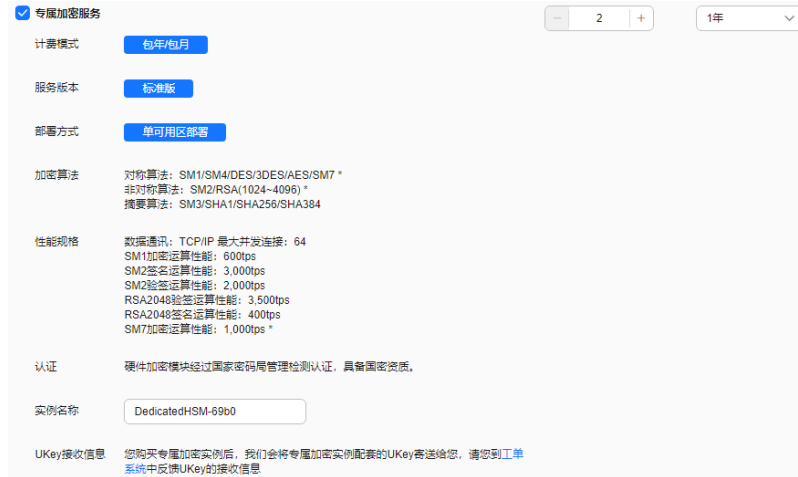 专属加密服务 － 2 + 1年
计费模式 包年/包月
服务版本 标准版
部署方式 单可用区部署
加密算法 对称算法：SM1/SM4/DES/3DES/AES/SM7 *
非对称算法：SM2/RSA(1024~4096) *
摘要算法：SM3/SHA1/SHA256/SHA384
性能规格 数据通讯：TCP/IP 最大并发连接：64
SM1加密运算性能：600tps
SM2签名运算性能：3,000tps
SM2验签运算性能：2,000tps
RSA2048验签运算性能：3,500tps
RSA2048签名运算性能：400tps
SM7加密运算性能：1,000tps *
认证 硬件加密模块经过国家密码局管理检测认证，具备国密资质。
实例名称 DedicatedHSM-69b0
UKey接收信息 您购买专属加密实例后，我们会将专属加密实例配套的UKey寄送给您，请您到工单
系统中反馈UKey的接收信息